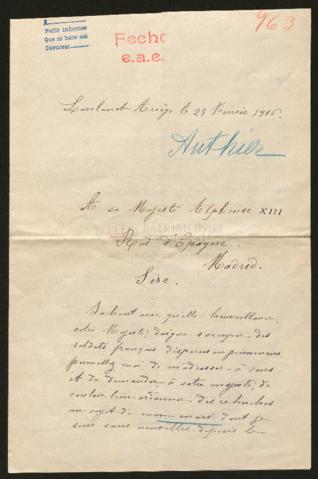 Pedir informes
Que se hace así
Devolver
Fecho
e.a.e.
963
Ariège le 25 Février 1916.
Authier
A sa Majesté Alphonse XIII
Roi d'Espagne
PATRIMONIO
Madrid.
Sire,
Sachant avec quelle bienveillance
votre Majesté daigne s'occuper des
soldats français disparus ou prisonniers
permettez moi de m'adresser à vous
et de demander à votre majesté de
vouloir bien ordonner des recherches
au sujet de mon mari dont je
suis sans nouvelles depuis le